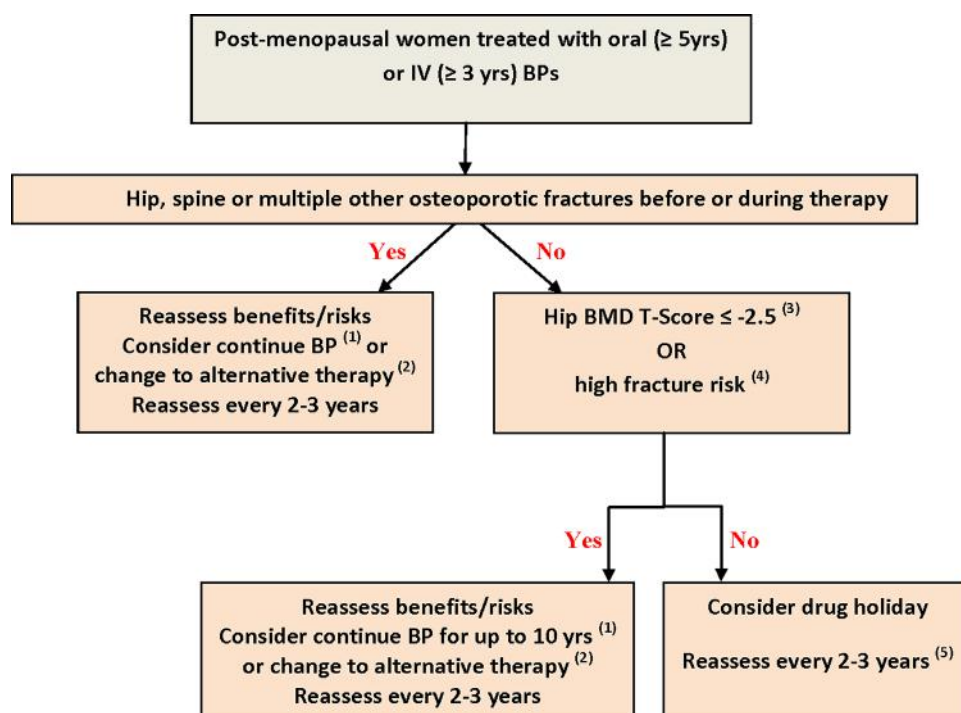 Post-menopausal women treated with oral (≥ 5yrs)
or IV (≥ 3 yrs) BPs
Hip, spine or multiple other osteoporotic fractures before or during therapy
Yes
No
Reassess benefits/risks
Consider continue BP (1) or
change to alternative therapy (2)
Reassess every 2-3 years
Hip BMD T-Score ≤ -2.5 (3)
OR
high fracture risk (4)
Yes
No
Reassess benefits/risks
Consider continue BP for up to 10 yrs (1)
or change to alternative therapy (2)
Reassess every 2-3 years
Consider drug holiday
Reassess every 2-3 years (5)